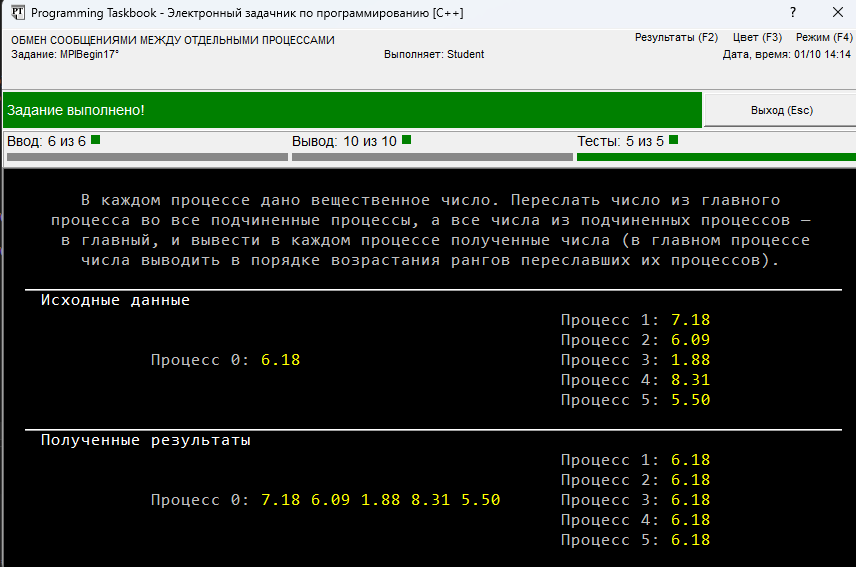 Programming Taskbook - Электронный задачник по программированию [C++]
ОБМЕН СООБЩЕНИЯМИ МЕЖДУ ОТДЕЛЬНЫМИ ПРОЦЕССАМИ
Результаты (F2) Цвет (F3) Режим (F4)
Задание: MPIBegin17° Выполняет: Student Дата, время: 01/10 14:14
Задание выполнено! Выход (Esc)
Ввод: 6 из 6 Вывод: 10 из 10 Тесты: 5 из 5
В каждом процессе дано вещественное число. Переслать число из главного
процесса во все подчиненные процессы, а все числа из подчиненных процессов —
в главный, и вывести в каждом процессе полученные числа (в главном процессе
числа выводить в порядке возрастания рангов переславших их процессов).
Исходные данные
Процесс 1: 7.18
Процесс 2: 6.09
Процесс 0: 6.18 Процесс 3: 1.88
Процесс 4: 8.31
Процесс 5: 5.50
Полученные результаты
Процесс 1: 6.18
Процесс 2: 6.18
Процесс 0: 7.18 6.09 1.88 8.31 5.50 Процесс 3: 6.18
Процесс 4: 6.18
Процесс 5: 6.18